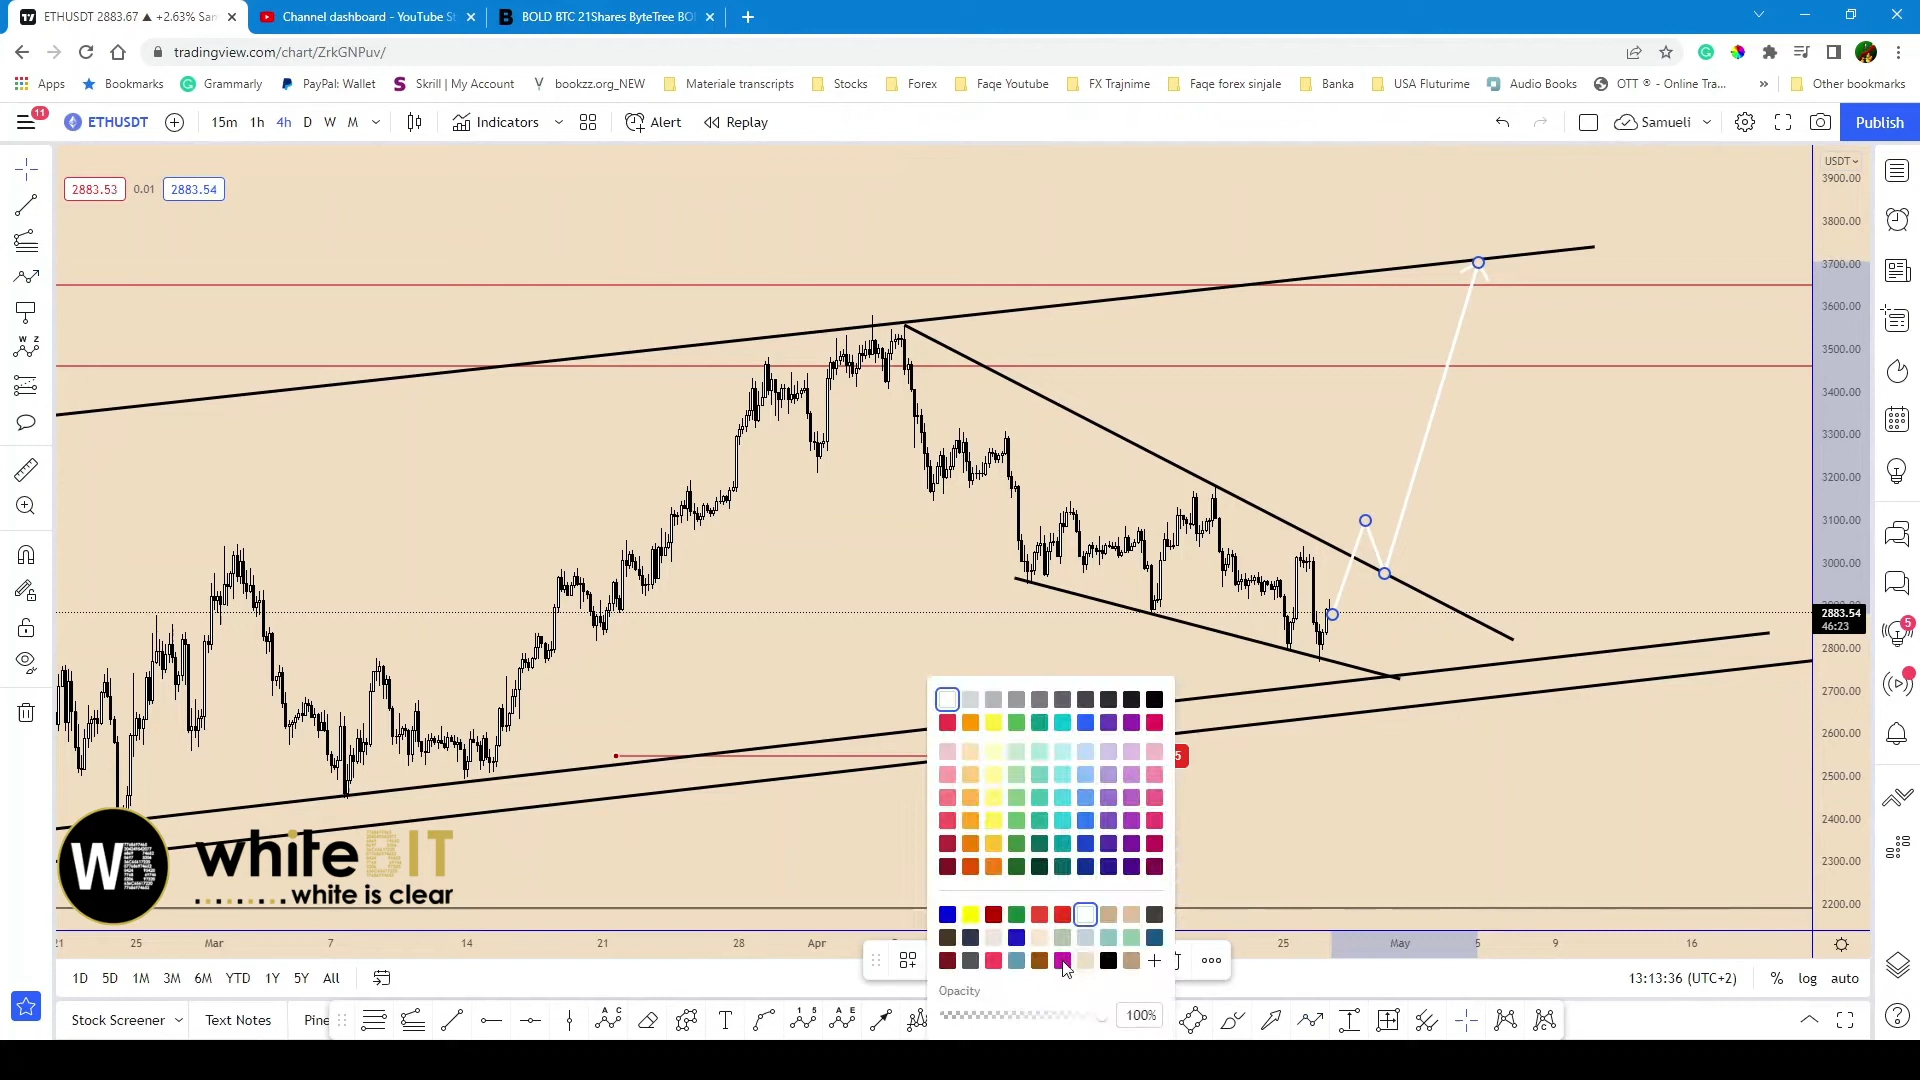 ETHUSDT 2883.67 ▲ +2.63% Sam
Channel dashboard - YouTube St
BOLD BTC 21Shares ByteTree BO
tradingview.com/chart/ZrkGNPuv/
Apps Bookmarks Grammarly PayPal: Wallet Skrill | My Account bookzz.org_NEW Materiale transcripts Stocks Forex Faqe Youtube FX Trajnime Faqe forex sinjale Banka USA Fluturime Audio Books OTT ® - Online Tra... » Other bookmarks
11
ETHUSDT 15m 1h 4h D W M Indicators Alert Replay Samueli Publish
USDT
2883.53 0.01 2883.54
3900.00
3800.00
3700.00
3600.00
3500.00
3400.00
3300.00
3200.00
3100.00
3000.00
2883.54
46:23
2800.00
2700.00
2600.00
2500.00
2400.00
2300.00
2200.00
5
5
W
whiteBIT
white is clear
21 25 Mar 7 14 21 28 Apr 25 May 5 9 16
1D 5D 1M 3M 6M YTD 1Y 5Y All
13:13:36 (UTC+2) % log auto
Opacity
100%
Stock Screener Text Notes Pine